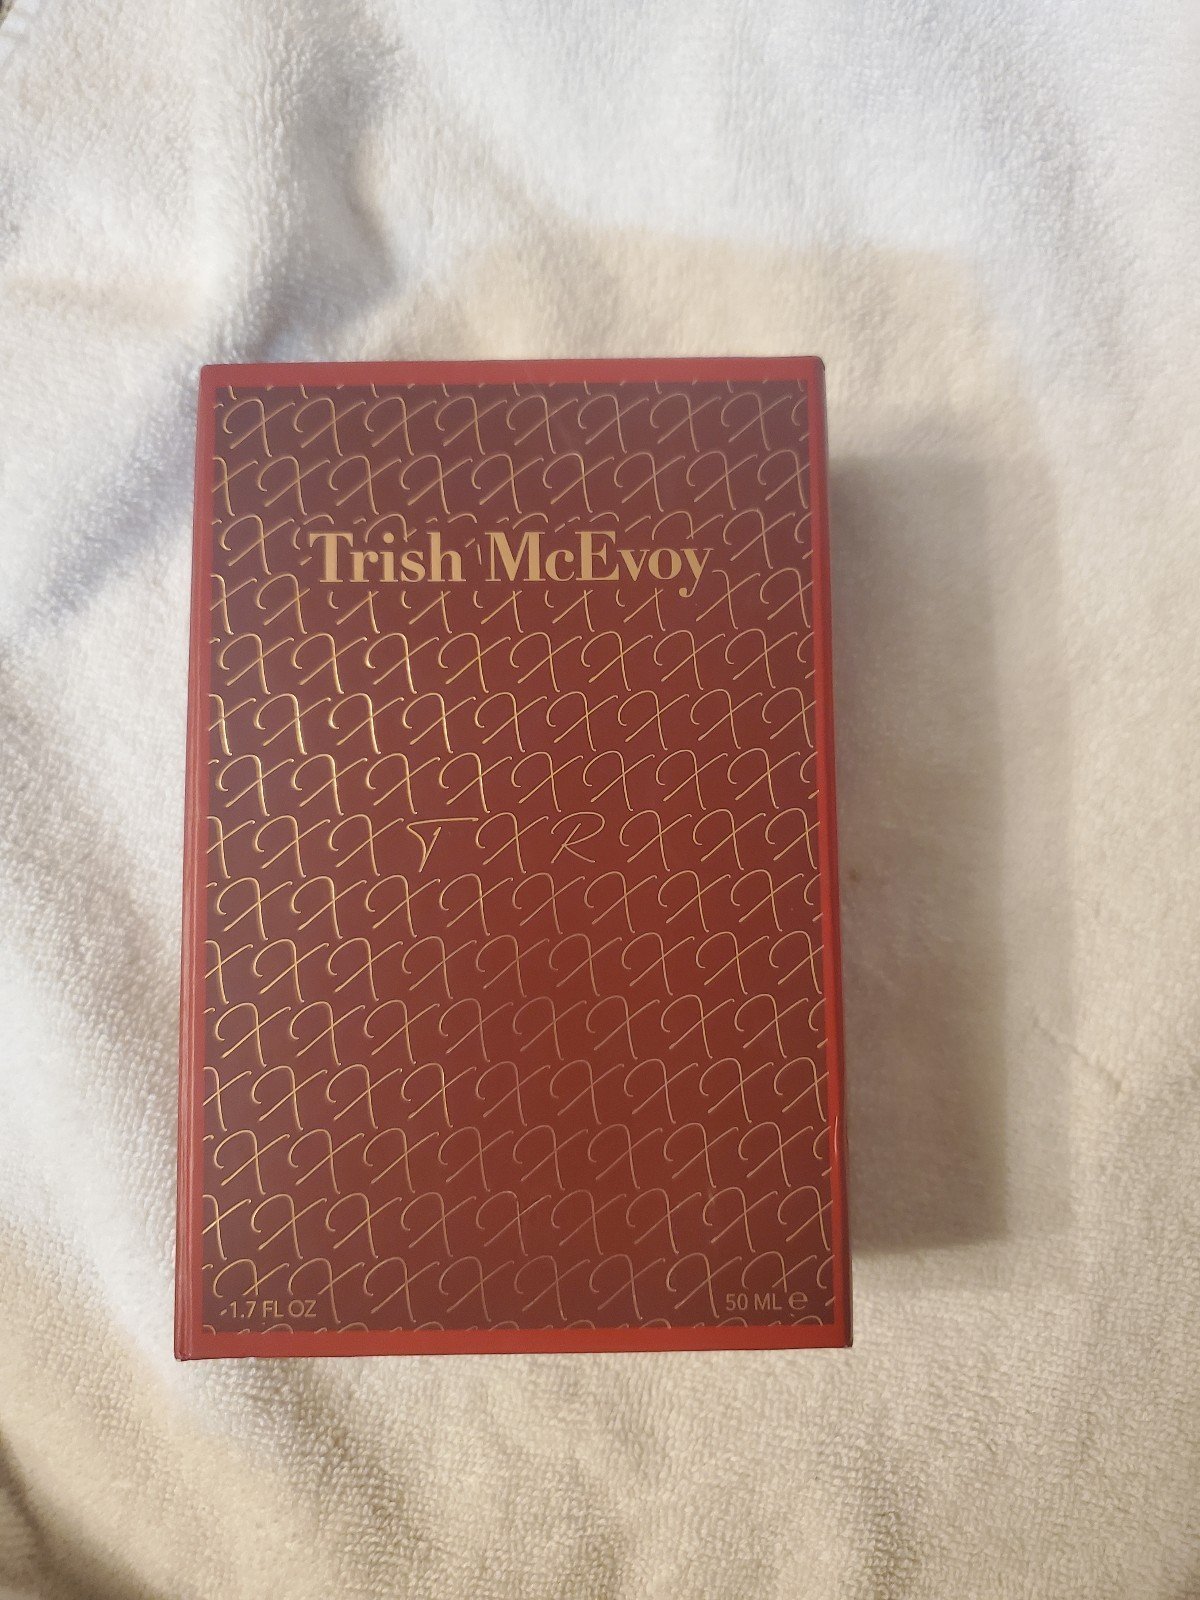 Trish McEvoy
T X R
1.7 FL OZ
50 ML ℮